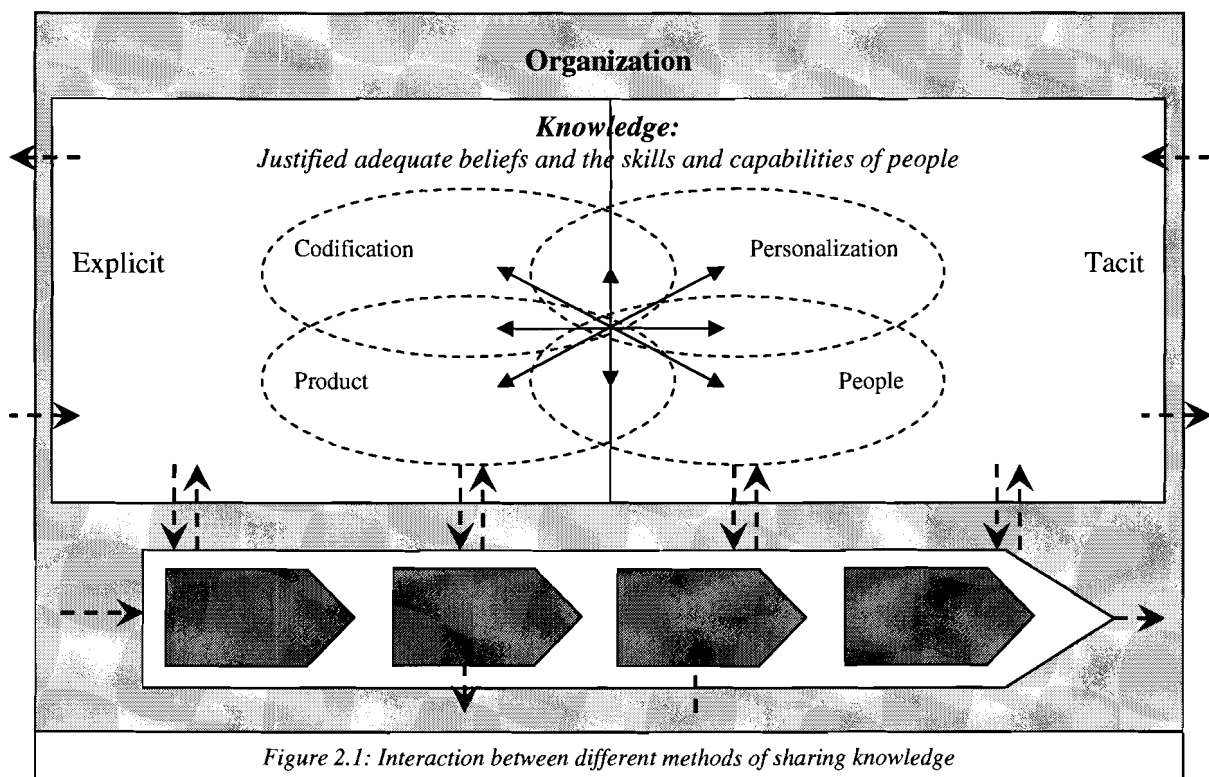 Organization
Knowledge:
Justified adequate beliefs and the skills and capabilities of people
Codification
Personalization
Explicit
Tacit
Product
People
Figure 2.1: Interaction between different methods of sharing knowledge